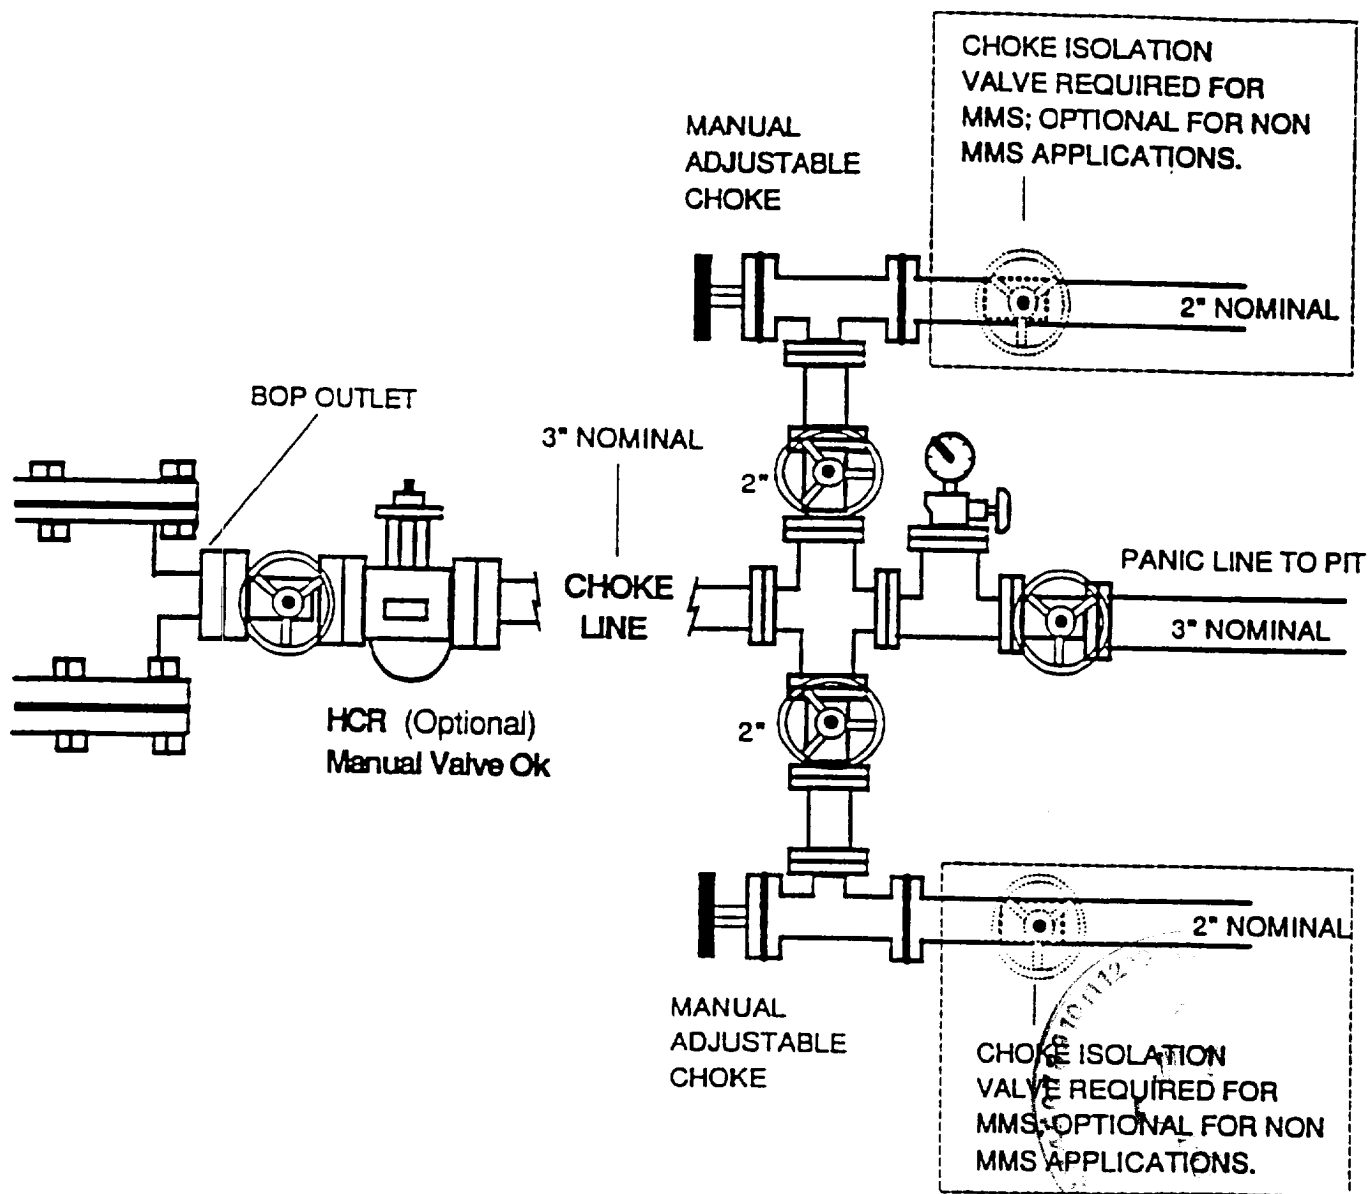 CHOKE ISOLATION
VALVE REQUIRED FOR
MMS; OPTIONAL FOR NON
MMS APPLICATIONS.
MANUAL
ADJUSTABLE
CHOKE
2" NOMINAL
BOP OUTLET
3" NOMINAL
2"
PANIC LINE TO PIT
CHOKE
LINE
3" NOMINAL
HCR (Optional)
Manual Valve Ok
2"
2" NOMINAL
MANUAL
ADJUSTABLE
CHOKE
CHOKE ISOLATION
VALVE REQUIRED FOR
MMS; OPTIONAL FOR NON
MMS APPLICATIONS.